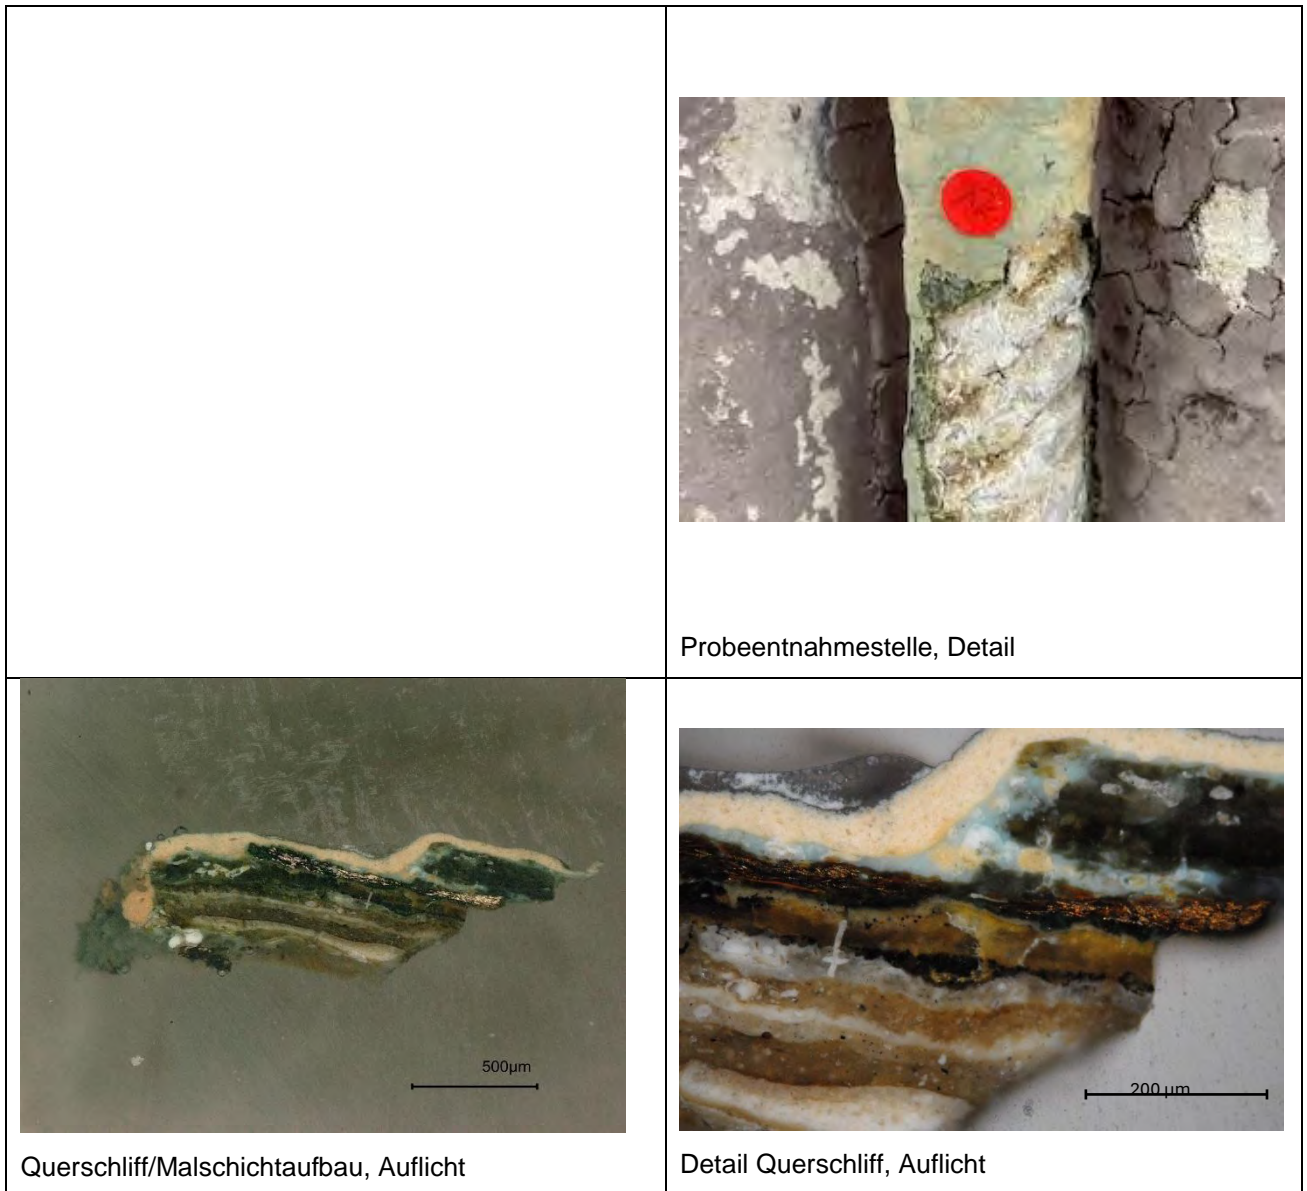 Probeentnahmestelle, Detail
500µm
200 µm
Querschliff/Malschichtaufbau, Auflicht
Detail Querschliff, Auflicht